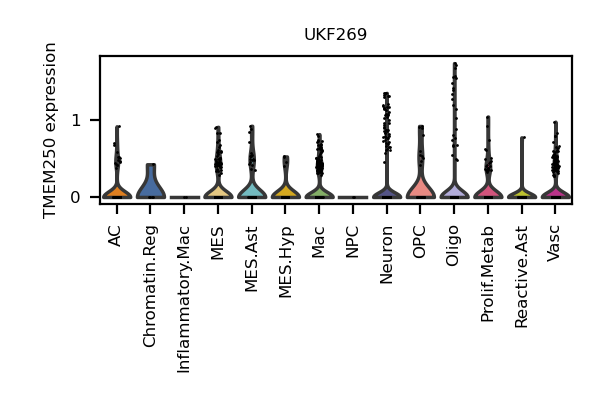 UKF269
TMEM250 expression
1
0
AC
Chromatin.Reg
Inflammatory.Mac
MES
MES.Ast
MES.Hyp
Mac
NPC
Neuron
OPC
Oligo
Prolif.Metab
Reactive.Ast
Vasc